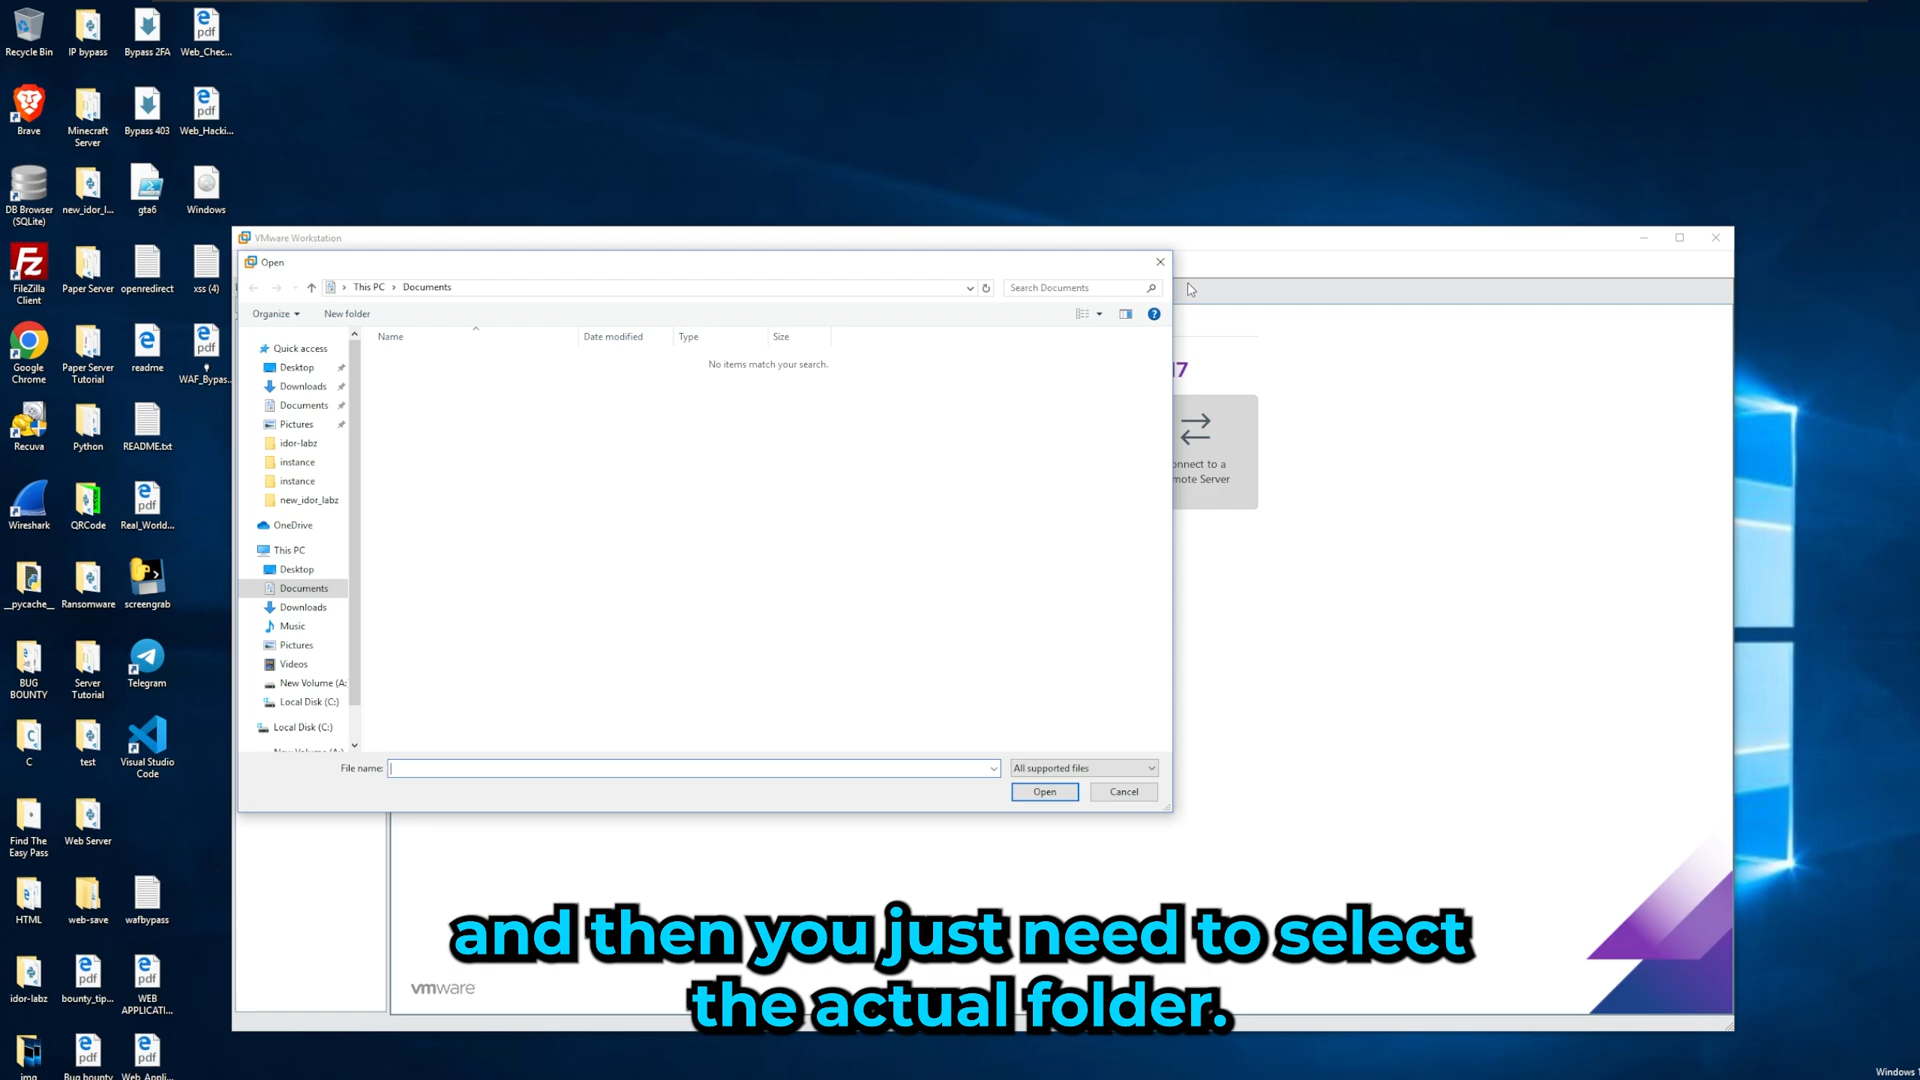 Recycle Bin
IP bypass
Bypass 2FA
Web_Chec...
Brave
Minecraft
Server
Bypass 403
Web_Hacki...
DB Browser
(SQLite)
new_idor_l...
gta6
Windows
FileZilla
Client
Paper Server
openredirect
xss (4)
Google
Chrome
Paper Server
Tutorial
readme
WAF_Bypas...
Recuva
Python
README.txt
Wireshark
QRCode
Real_World...
__pycache__
Ransomware
screengrab
BUG
BOUNTY
Server
Tutorial
Telegram
C
test
Visual Studio
Code
Find The
Easy Pass
Web Server
HTML
web-save
wafbypass
idor-labz
bounty_tip...
WEB
APPLICATI...
img
Bug bounty
Web_Appli...
VMware Workstation
Open
This PC > Documents
Search Documents
Organize
New folder
Name
Date modified
Type
Size
No items match your search.
Quick access
Desktop
Downloads
Documents
Pictures
idor-labz
instance
instance
new_idor_labz
OneDrive
This PC
Desktop
Documents
Downloads
Music
Pictures
Videos
New Volume (A:
Local Disk (C:)
Local Disk (C:)
File name:
All supported files
Open
Cancel
17
onnect to a
mote Server
vmware
and then you just need to select
the actual folder.
Windows 1